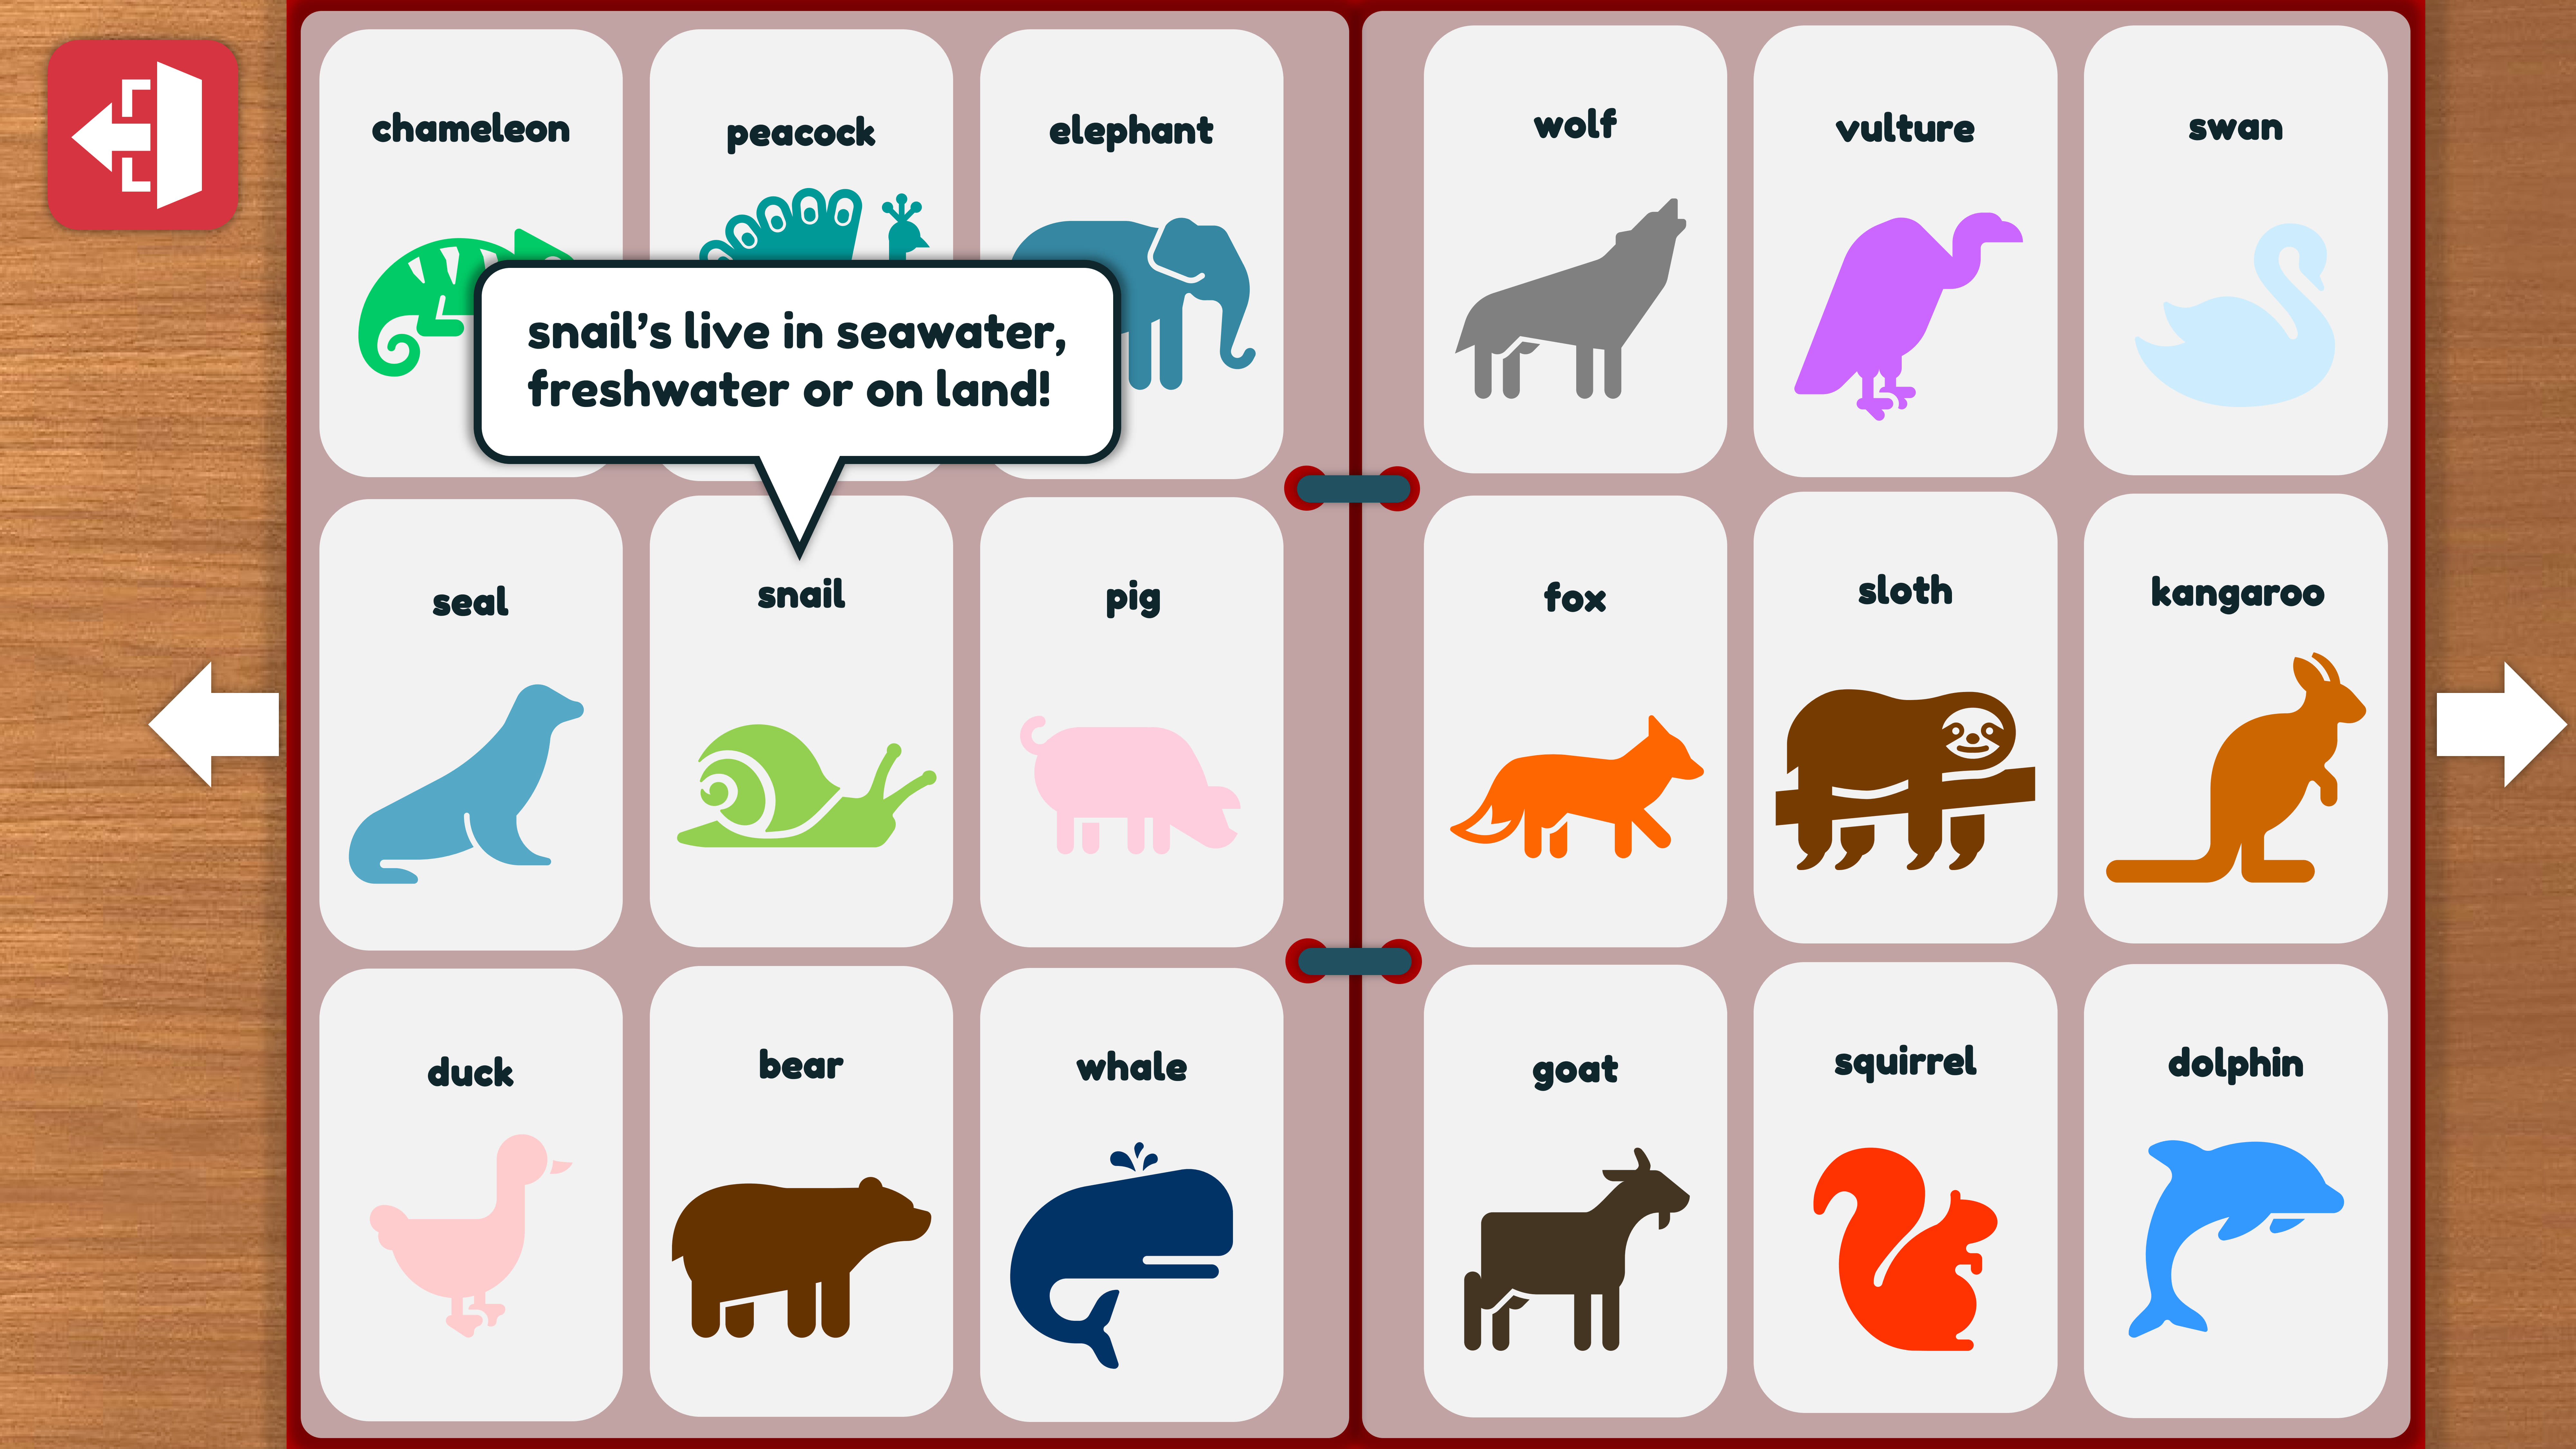 chameleon
peacock
elephant
snail's live in seawater,
freshwater or on land!
seal
snail
pig
duck
bear
whale
wolf
vulture
swan
fox
sloth
kangaroo
goat
squirrel
dolphin